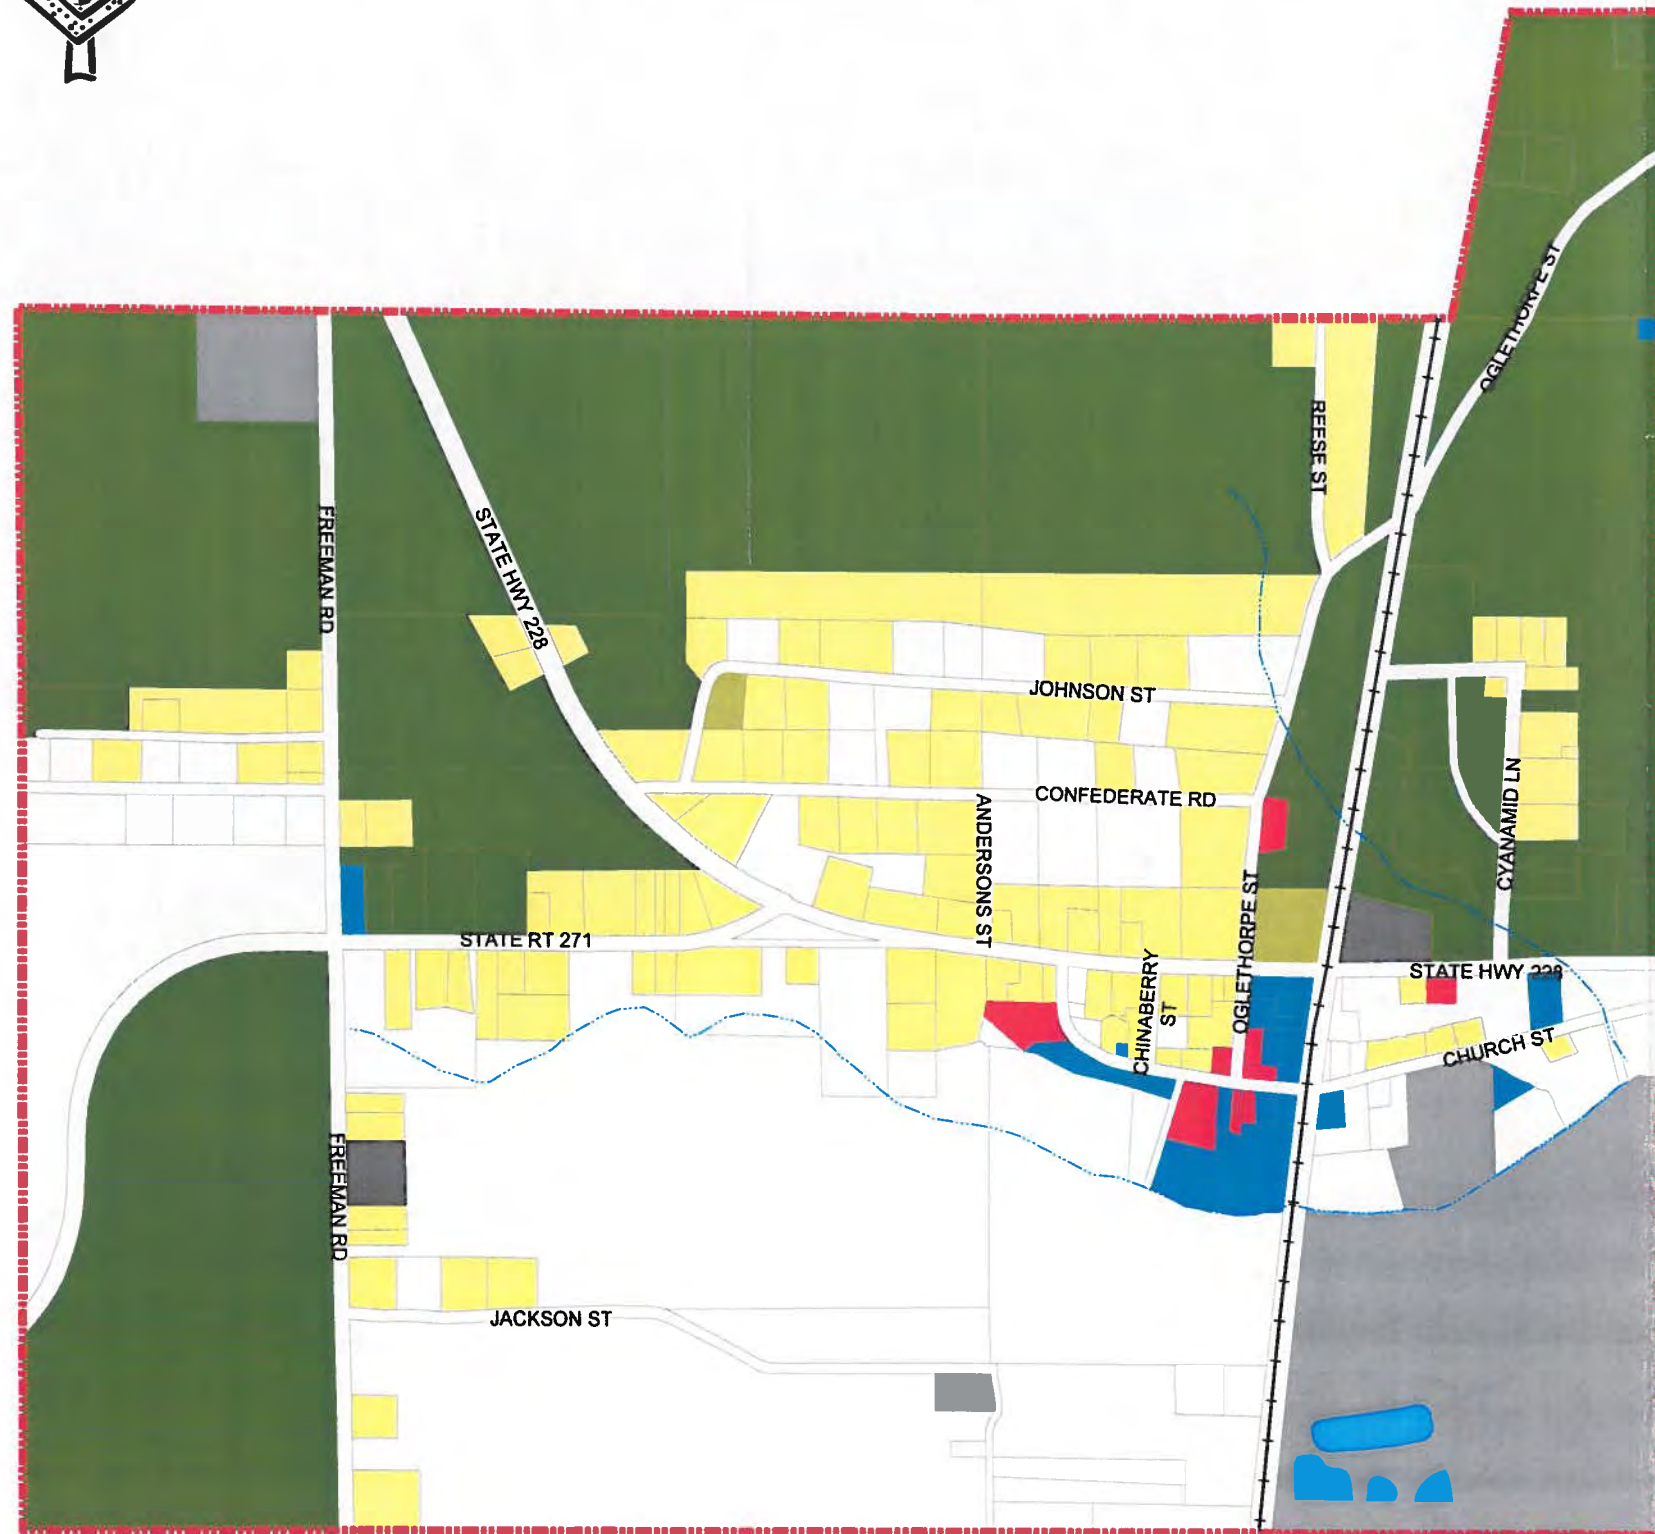 OGLETHORPE ST
REESE ST
FREEMAN RD
STATE HWY 228
JOHNSON ST
CONFEDERATE RD
ANDERSONS ST
CYANAMID LN
OGLETHORPE ST
STATE RT 271
CHINABERRY
ST
STATE HWY 228
CHURCH ST
FREEMAN RD
JACKSON ST